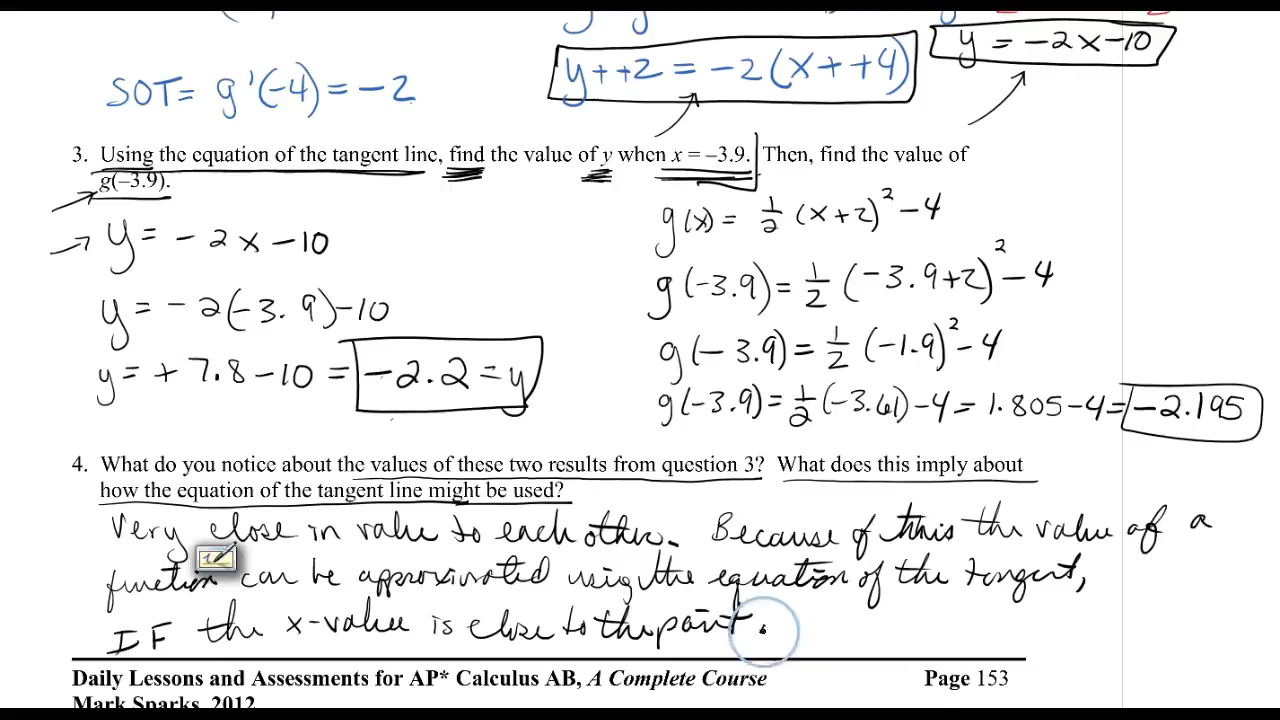 y = -2x-10
y++2 = -2(x++4)
SOT= g'(-4) = -2
3. Using the equation of the tangent line, find the value of y when x = –3.9. Then, find the value of
g(–3.9).
y = -2x-10
y = -2(-3.9)-10
y = +7.8-10 = -2.2 = y
g(x) = 1/2 (x+2)² -4
g(-3.9) = 1/2 (-3.9+2)² -4
g(-3.9) = 1/2 (-1.9)² -4
g(-3.9) = 1/2 (-3.61) -4 = 1.805-4 = -2.195
4. What do you notice about the values of these two results from question 3? What does this imply about
how the equation of the tangent line might be used?
Very close in value to each other. Because of this the value of a
function can be approximated using the equation of the tangent,
IF the x-value is close to the point.
Daily Lessons and Assessments for AP* Calculus AB, A Complete Course Page 153
Mark Sparks, 2012